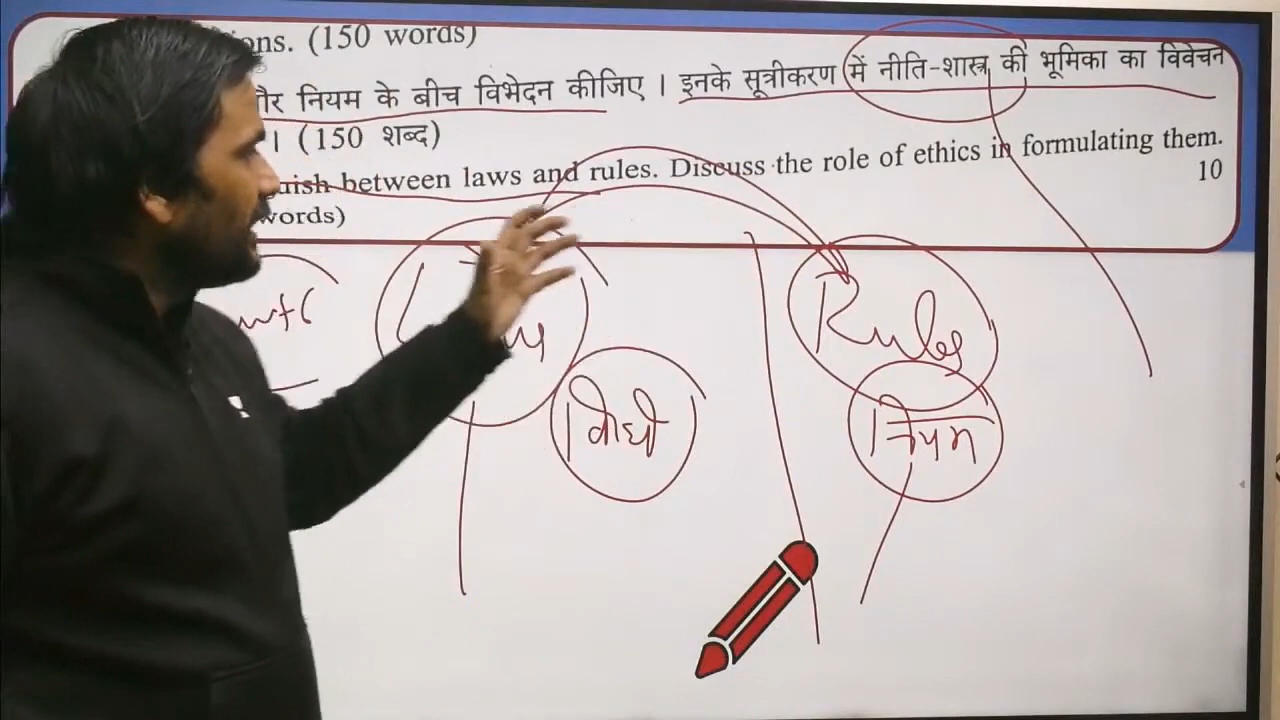 ons. (150 words)
र नियम के बीच विभेदन कीजिए । इनके सूत्रीकरण में नीति-शास्त्र की भूमिका का विवेचन
। (150 शब्द)
uish between laws and rules. Discuss the role of ethics in formulating them.
words) 10
Rules
विधी
नियम